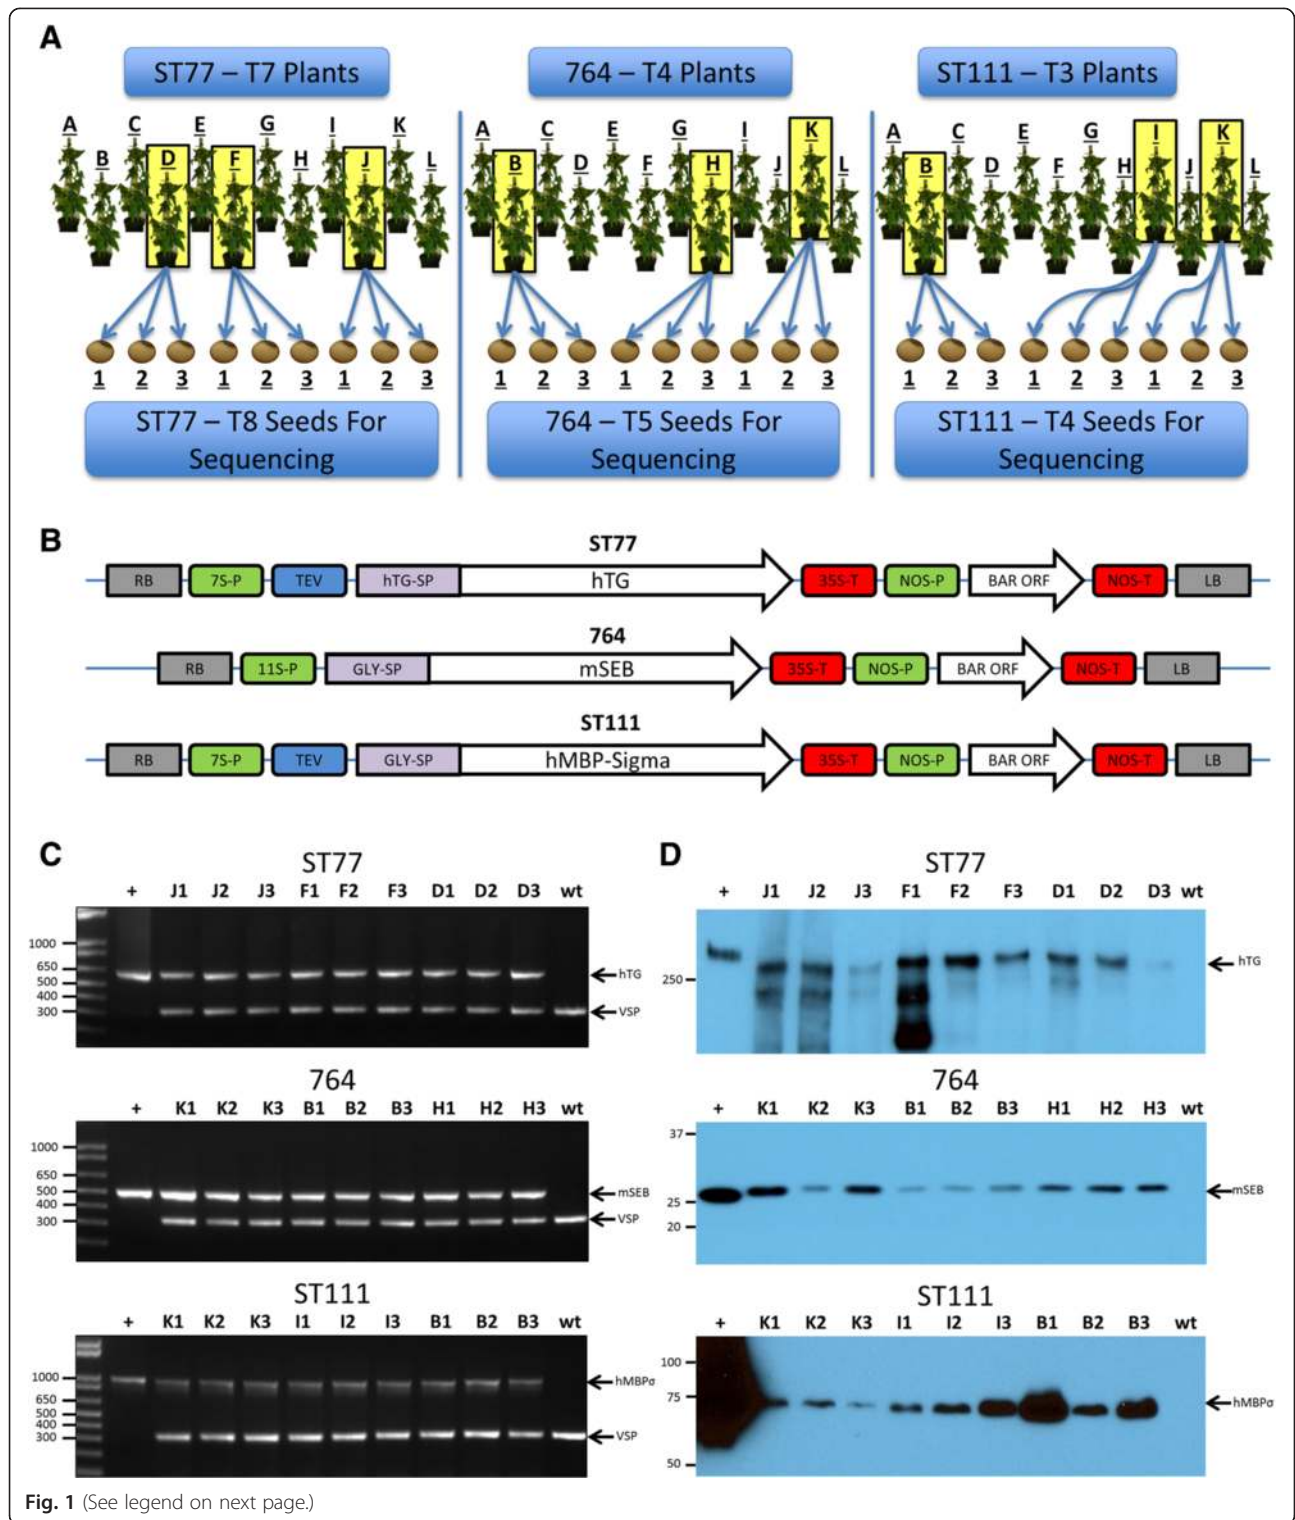 A
ST77 – T7 Plants
764 – T4 Plants
ST111 – T3 Plants
A B C D E F G H I J K L
A B C D E F G H I J K L
A B C D E F G H I J K L
1 2 3 1 2 3 1 2 3
1 2 3 1 2 3 1 2 3
1 2 3 1 2 3 1 2 3
ST77 – T8 Seeds For
Sequencing
764 – T5 Seeds For
Sequencing
ST111 – T4 Seeds For
Sequencing
B
ST77
RB 7S-P TEV hTG-SP hTG 35S-T NOS-P BAR ORF NOS-T LB
764
RB 11S-P GLY-SP mSEB 35S-T NOS-P BAR ORF NOS-T LB
ST111
RB 7S-P TEV GLY-SP hMBP-Sigma 35S-T NOS-P BAR ORF NOS-T LB
C
ST77
+ J1 J2 J3 F1 F2 F3 D1 D2 D3 wt
1000
650
500
400
300
hTG
VSP
764
+ K1 K2 K3 B1 B2 B3 H1 H2 H3 wt
1000
650
500
400
300
mSEB
VSP
ST111
+ K1 K2 K3 I1 I2 I3 B1 B2 B3 wt
1000
650
500
400
300
hMBPσ
VSP
D
ST77
+ J1 J2 J3 F1 F2 F3 D1 D2 D3 wt
250
hTG
764
+ K1 K2 K3 B1 B2 B3 H1 H2 H3 wt
37
25
20
mSEB
ST111
+ K1 K2 K3 I1 I2 I3 B1 B2 B3 wt
100
75
50
hMBPσ
Fig. 1 (See legend on next page.)